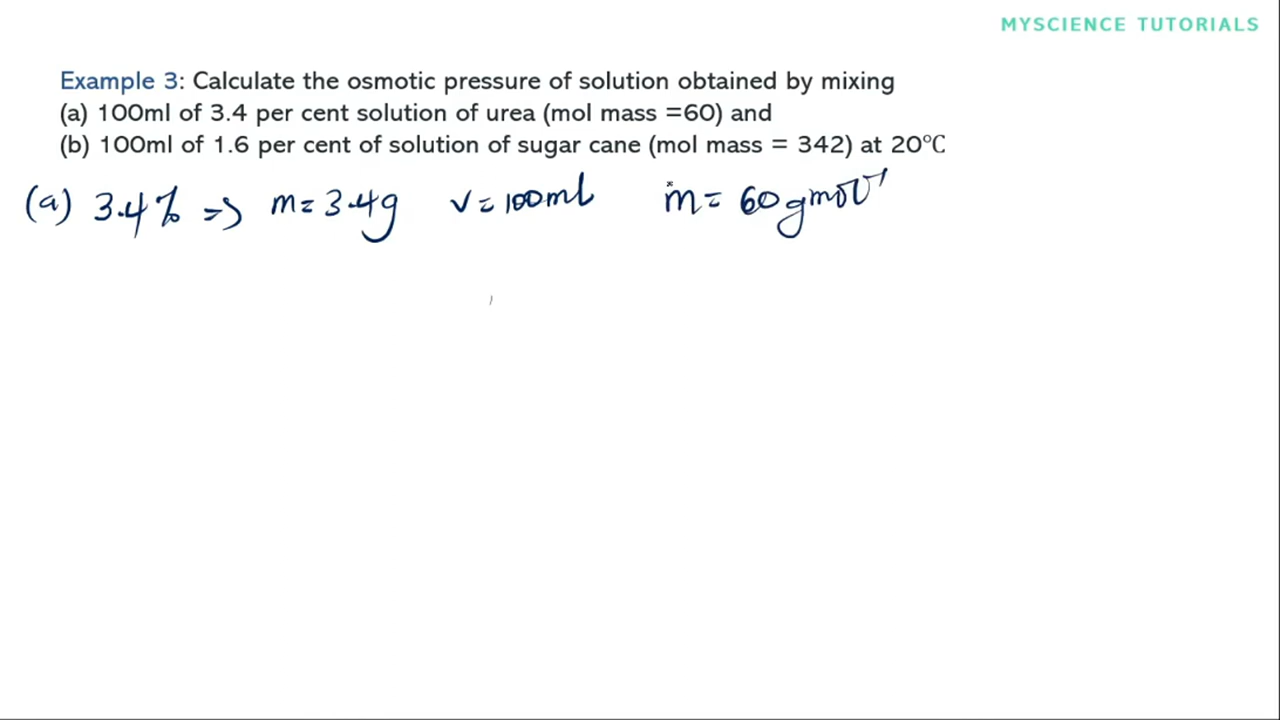 MYSCIENCE TUTORIALS
Example 3: Calculate the osmotic pressure of solution obtained by mixing
(a) 100ml of 3.4 per cent solution of urea (mol mass =60) and
(b) 100ml of 1.6 per cent of solution of sugar cane (mol mass = 342) at 20°C
(a) 3.4% => m = 3.4g v = 100ml m = 60gmol⁻¹